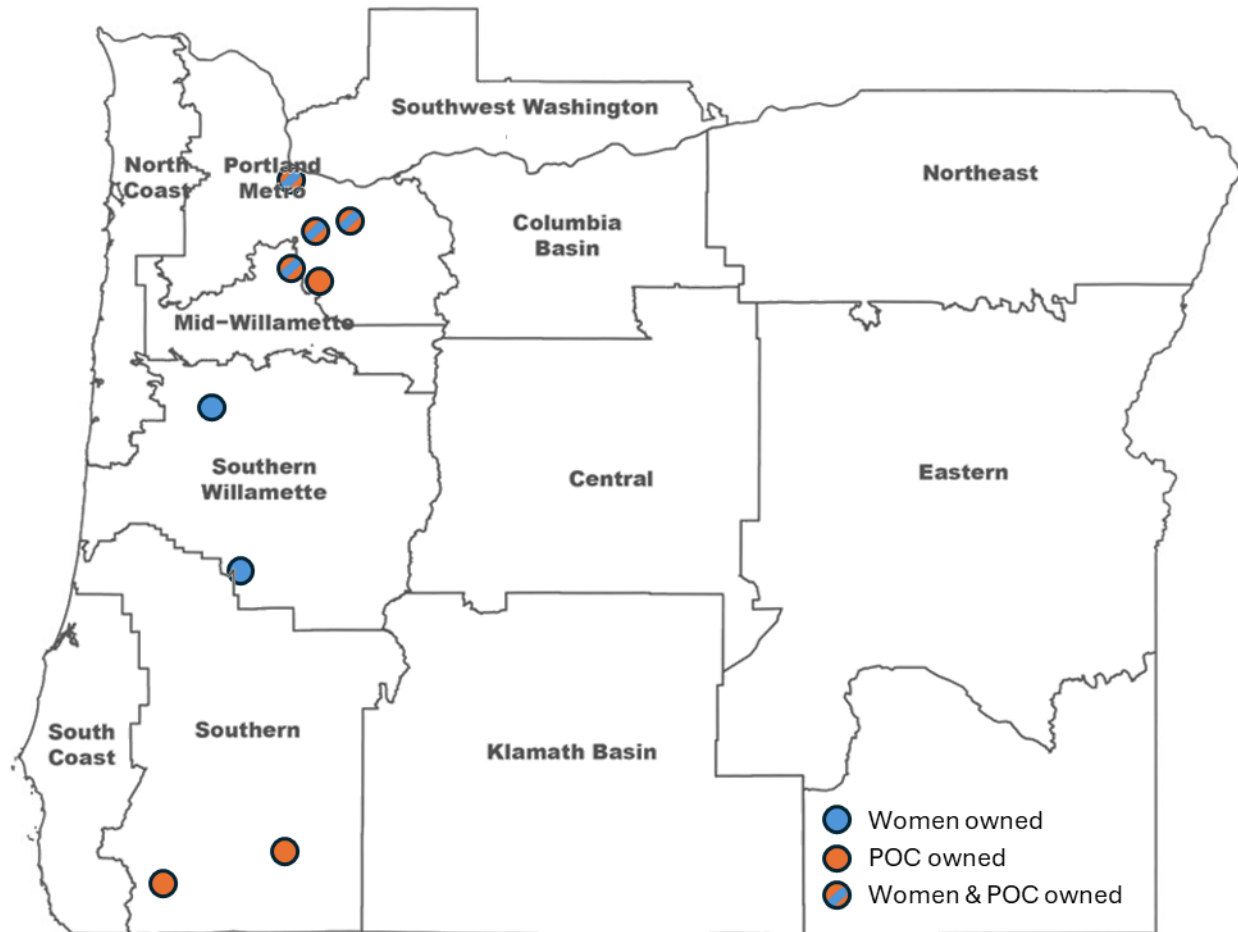 Southwest Washington
North
Coast
Portland
Metro
Northeast
Columbia
Basin
Mid-Willamette
Southern
Willamette
Central
Eastern
South
Coast
Southern
Klamath Basin
Women owned
POC owned
Women & POC owned